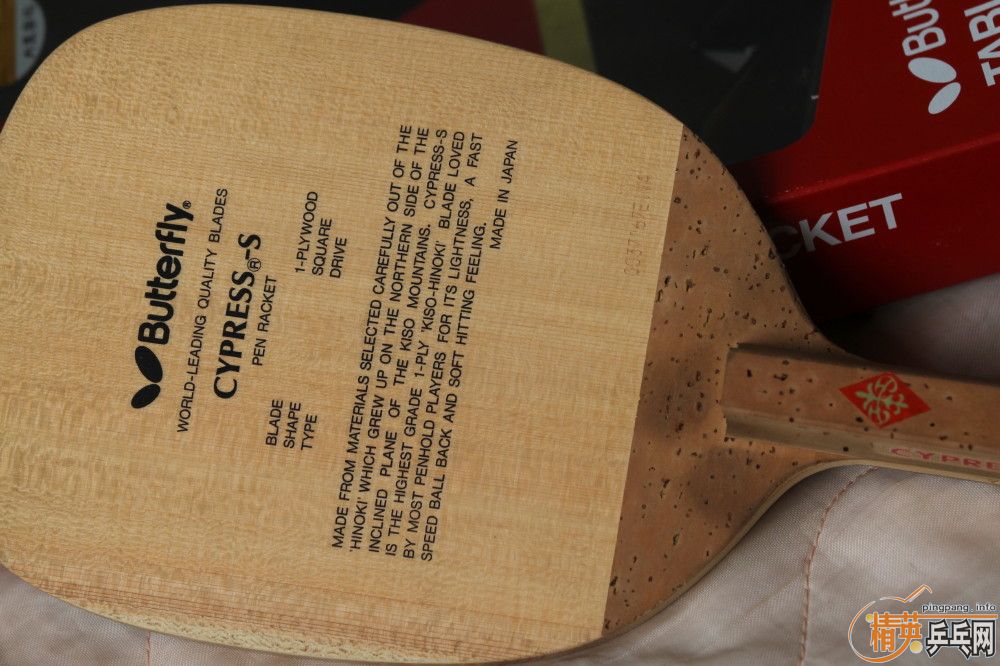 Butterfly®
WORLD-LEADING QUALITY BLADES
CYPRESS®-S
PEN RACKET
BLADE 1-PLYWOOD
SHAPE SQUARE
TYPE DRIVE
MADE FROM MATERIALS SELECTED CAREFULLY OUT OF THE
'HINOKI' WHICH GREW UP ON THE NORTHERN SIDE OF THE
INCLINED PLANE OF THE KISO MOUNTAINS. CYPRESS-S
IS THE HIGHEST GRADE 1-PLY 'KISO-HINOKI' BLADE LOVED
BY MOST PENHOLD PLAYERS FOR ITS LIGHTNESS, A FAST
SPEED BALL BACK AND SOFT HITTING FEELING.
MADE IN JAPAN
CYPRE
Butt
TABL
CKET
pingpang.info
精英乒乓网